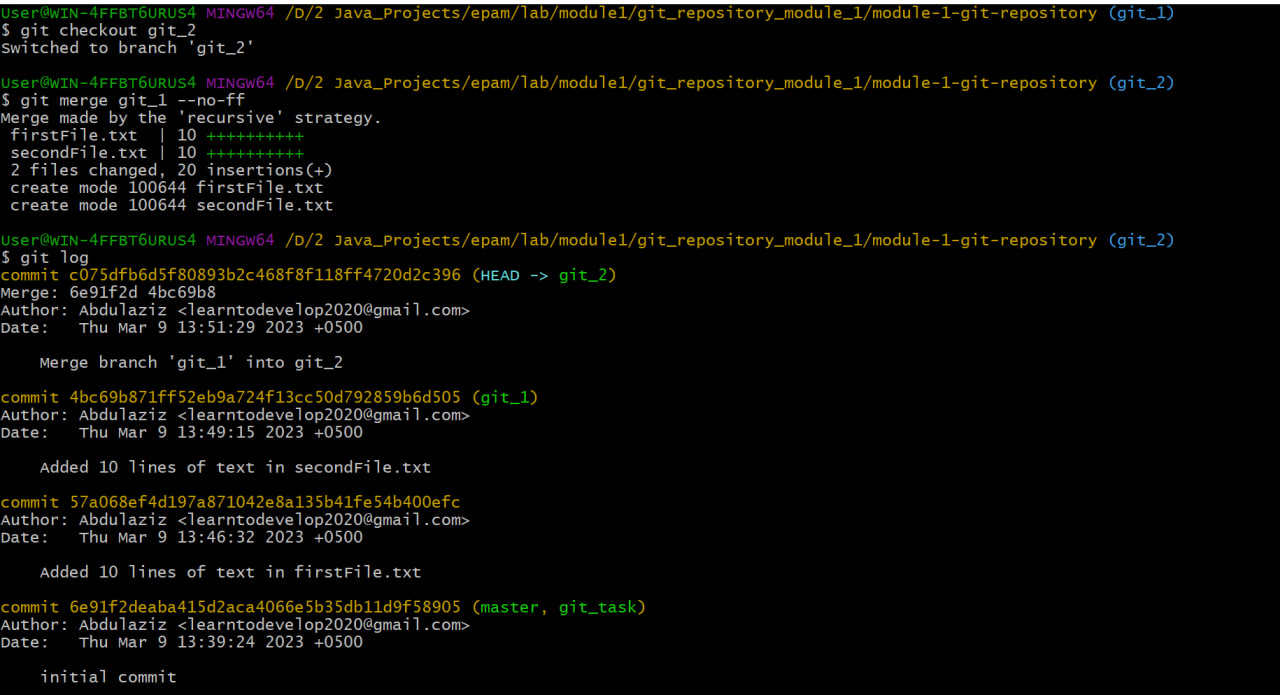 User@WIN-4FFBT6URUS4 MINGW64 /D/2 Java_Projects/epam/lab/module1/git_repository_module_1/module-1-git-repository (git_1)
$ git checkout git_2
Switched to branch 'git_2'
User@WIN-4FFBT6URUS4 MINGW64 /D/2 Java_Projects/epam/lab/module1/git_repository_module_1/module-1-git-repository (git_2)
$ git merge git_1 --no-ff
Merge made by the 'recursive' strategy.
firstFile.txt | 10 ++++++++++
secondFile.txt | 10 ++++++++++
2 files changed, 20 insertions(+)
create mode 100644 firstFile.txt
create mode 100644 secondFile.txt
User@WIN-4FFBT6URUS4 MINGW64 /D/2 Java_Projects/epam/lab/module1/git_repository_module_1/module-1-git-repository (git_2)
$ git log
commit c075dfb6d5f80893b2c468f8f118ff4720d2c396 (HEAD -> git_2)
Merge: 6e91f2d 4bc69b8
Author: Abdulaziz <learntodevelop2020@gmail.com>
Date:   Thu Mar 9 13:51:29 2023 +0500
Merge branch 'git_1' into git_2
commit 4bc69b871ff52eb9a724f13cc50d792859b6d505 (git_1)
Author: Abdulaziz <learntodevelop2020@gmail.com>
Date:   Thu Mar 9 13:49:15 2023 +0500
Added 10 lines of text in secondFile.txt
commit 57a068ef4d197a871042e8a135b41fe54b400efc
Author: Abdulaziz <learntodevelop2020@gmail.com>
Date:   Thu Mar 9 13:46:32 2023 +0500
Added 10 lines of text in firstFile.txt
commit 6e91f2deaba415d2aca4066e5b35db11d9f58905 (master, git_task)
Author: Abdulaziz <learntodevelop2020@gmail.com>
Date:   Thu Mar 9 13:39:24 2023 +0500
initial commit